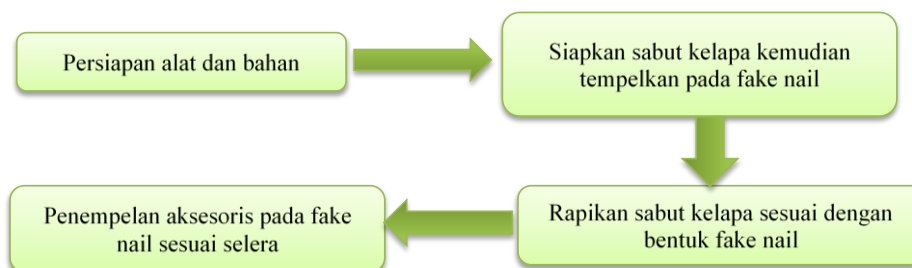 Persiapan alat dan bahan
Siapkan sabut kelapa kemudian
tempelkan pada fake nail
Rapikan sabut kelapa sesuai dengan
bentuk fake nail
Penempelan aksesoris pada fake
nail sesuai selera